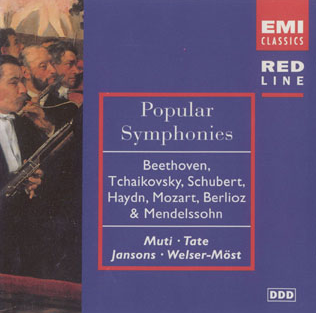 EMI
CLASSICS
RED
LINE
Popular
Symphonies
Beethoven,
Tchaikovsky, Schubert,
Haydn, Mozart, Berlioz
& Mendelssohn
Muti · Tate
Jansons · Welser-Möst
DDD